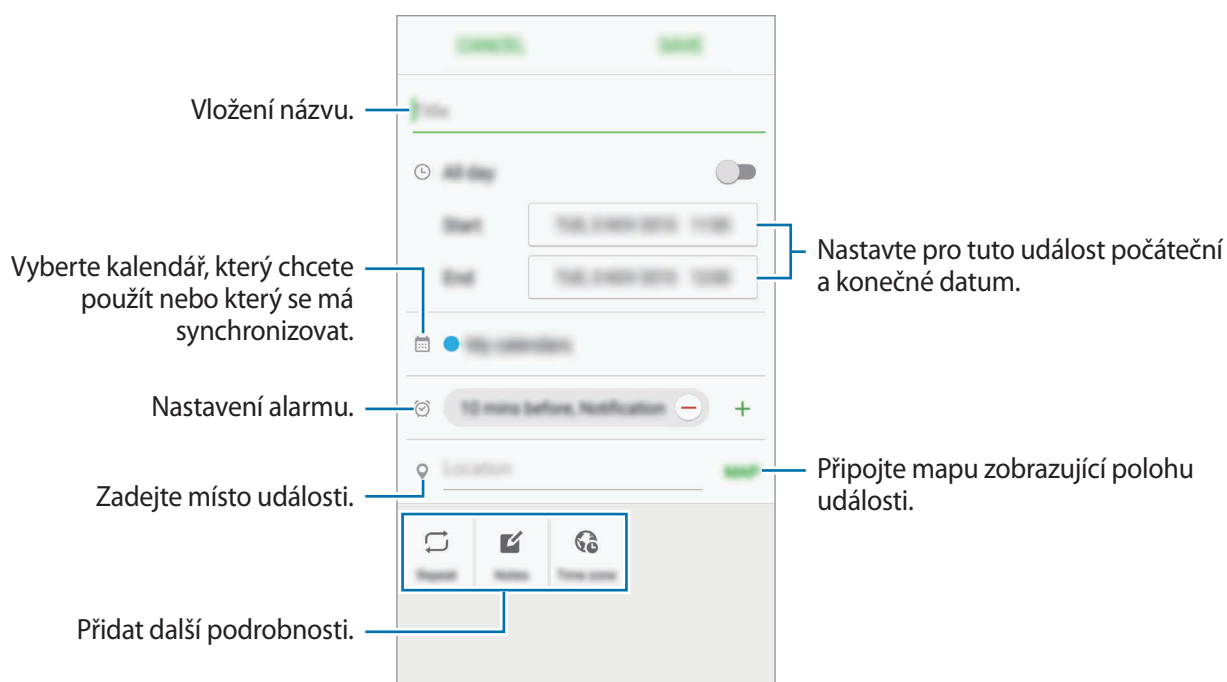 CANCEL
SAVE
Vložení názvu.
Title
All day
Start
End
Nastavte pro tuto událost počáteční
a konečné datum.
Vyberte kalendář, který chcete
použít nebo který se má
synchronizovat.
My calendars
Nastavení alarmu.
10 mins before, Notification
Location
MAP
Připojte mapu zobrazující polohu
události.
Zadejte místo události.
Repeat
Notes
Time zone
Přidat další podrobnosti.